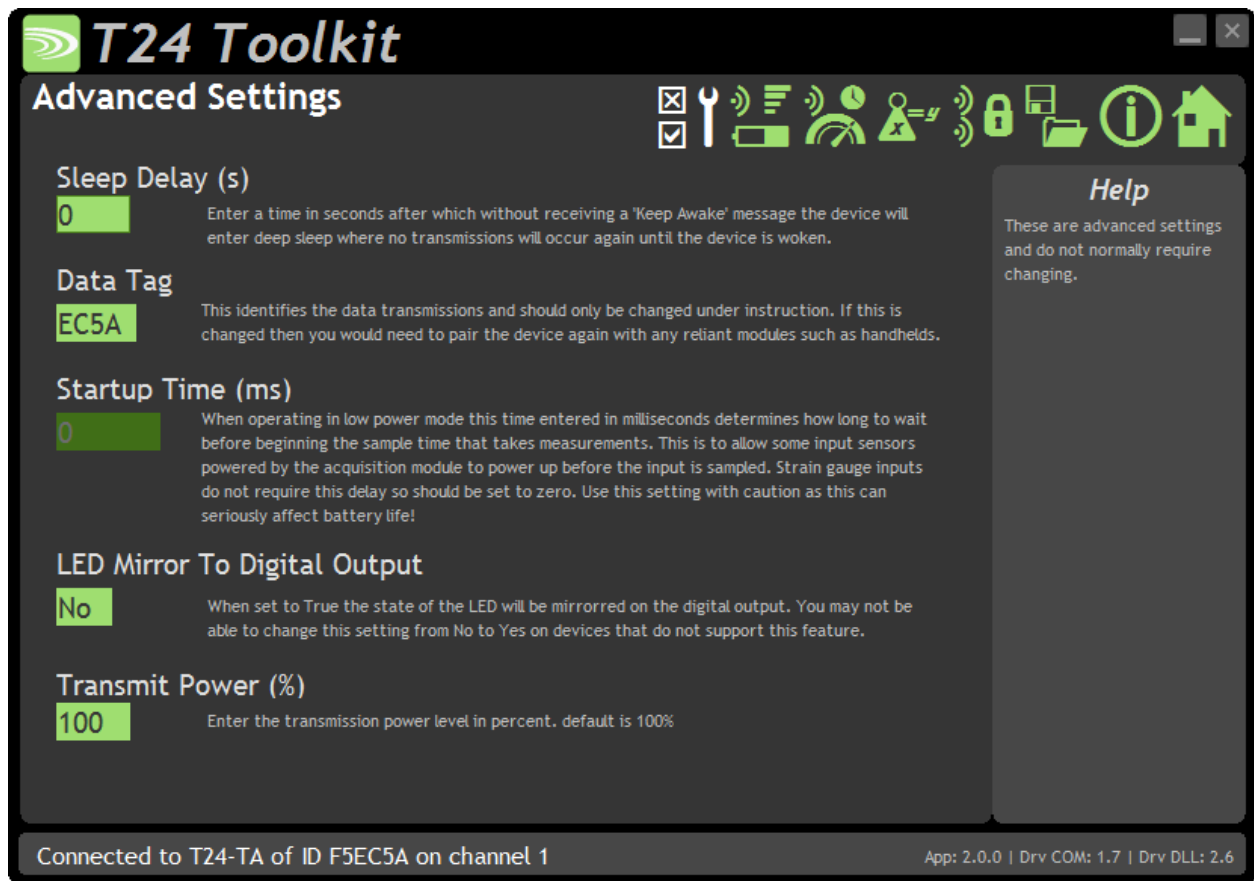 T24 Toolkit
Advanced Settings
x
=y
Sleep Delay (s)
0
Enter a time in seconds after which without receiving a 'Keep Awake' message the device will
enter deep sleep where no transmissions will occur again until the device is woken.
Data Tag
EC5A
This identifies the data transmissions and should only be changed under instruction. If this is
changed then you would need to pair the device again with any reliant modules such as handhelds.
Startup Time (ms)
0
When operating in low power mode this time entered in milliseconds determines how long to wait
before beginning the sample time that takes measurements. This is to allow some input sensors
powered by the acquisition module to power up before the input is sampled. Strain gauge inputs
do not require this delay so should be set to zero. Use this setting with caution as this can
seriously affect battery life!
LED Mirror To Digital Output
No
When set to True the state of the LED will be mirrorred on the digital output. You may not be
able to change this setting from No to Yes on devices that do not support this feature.
Transmit Power (%)
100
Enter the transmission power level in percent. default is 100%
Help
These are advanced settings
and do not normally require
changing.
Connected to T24-TA of ID F5EC5A on channel 1
App: 2.0.0 | Drv COM: 1.7 | Drv DLL: 2.6